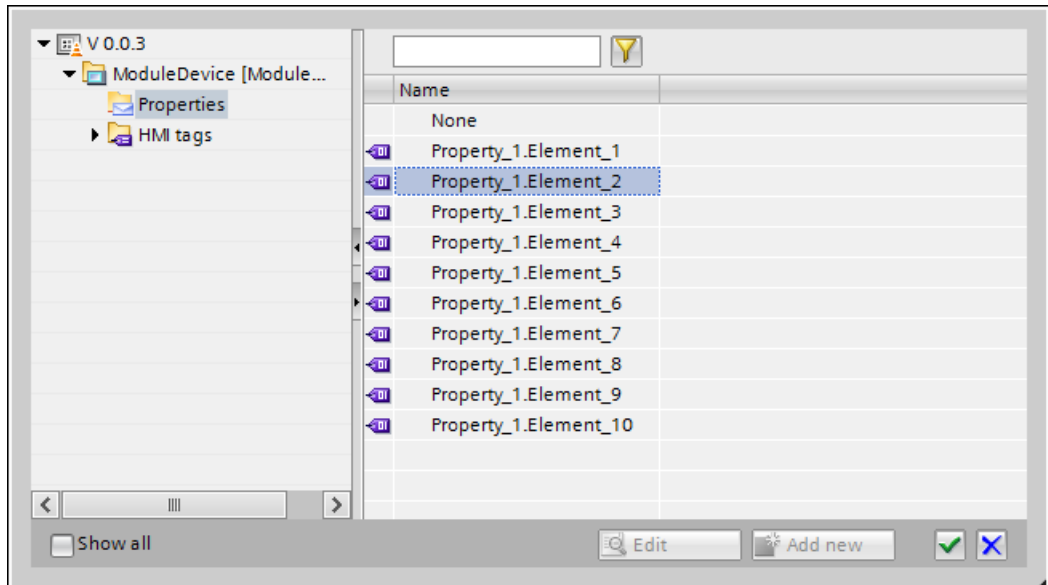 V 0.0.3
ModuleDevice [Module...
Properties
HMI tags
Name
None
Property_1.Element_1
Property_1.Element_2
Property_1.Element_3
Property_1.Element_4
Property_1.Element_5
Property_1.Element_6
Property_1.Element_7
Property_1.Element_8
Property_1.Element_9
Property_1.Element_10
Show all
Edit
Add new